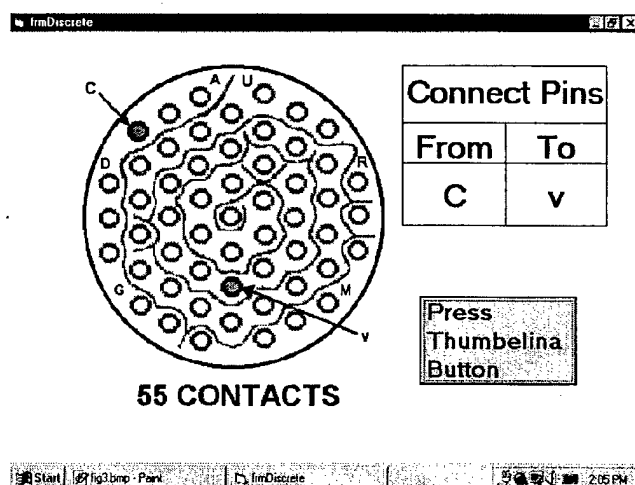 frmDiscrete
A U
C
D
R
G
M
v
55 CONTACTS
Connect Pins
From To
C v
Press
Thumbelina
Button
Start fig3.bmp - Paint frmDiscrete 2:05 PM